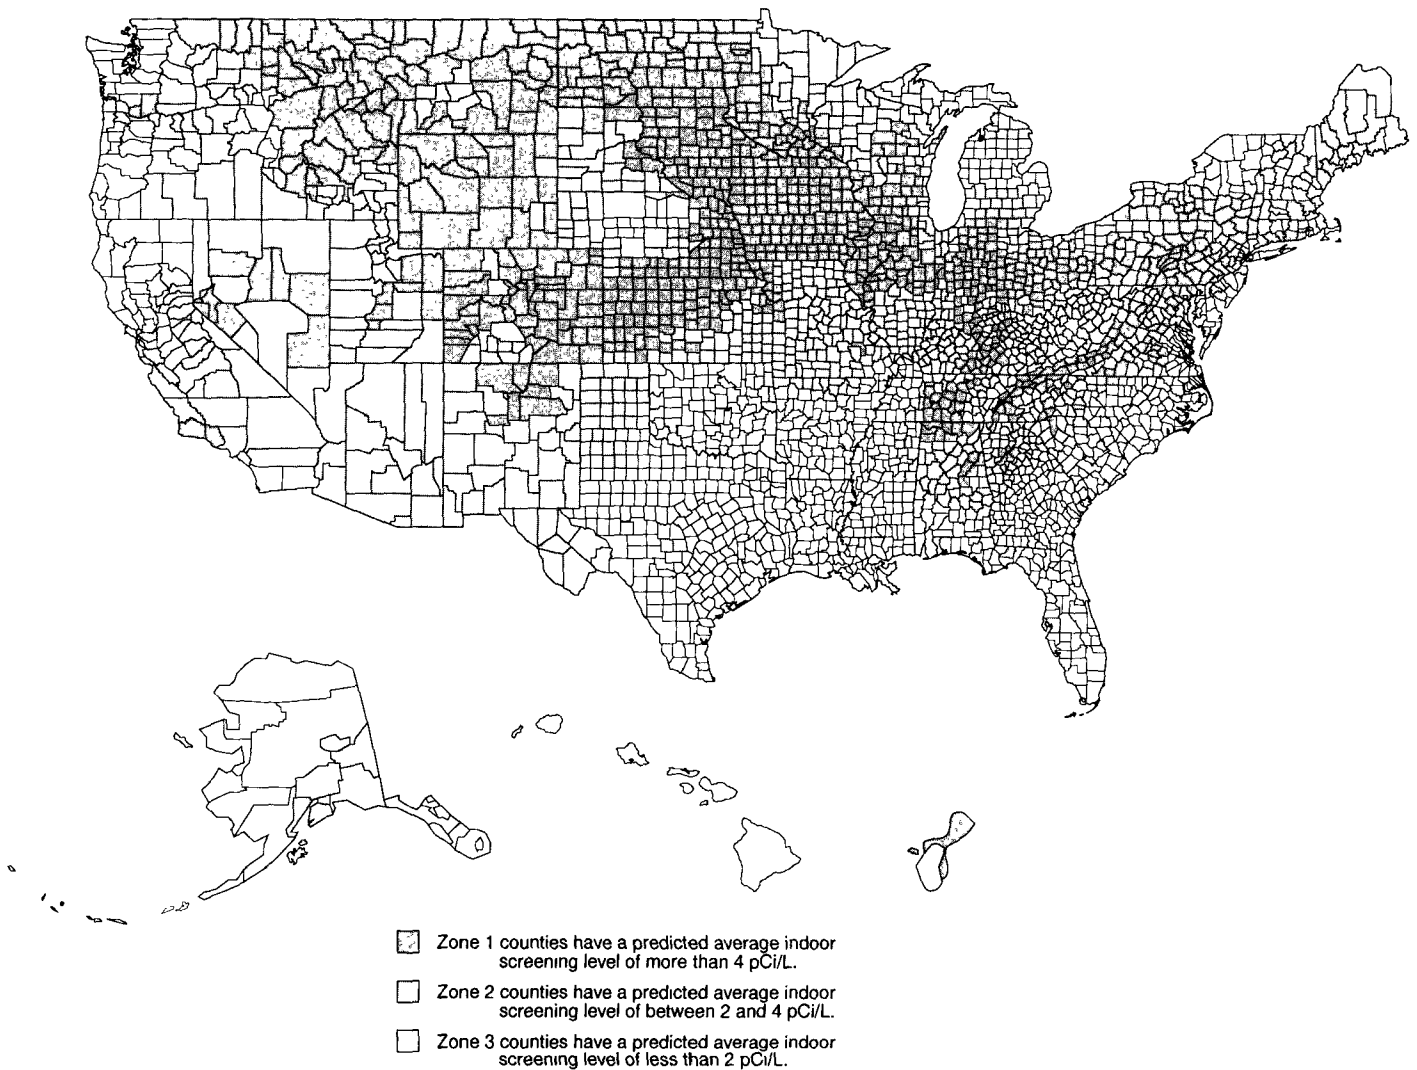 Zone 1 counties have a predicted average indoor
screening level of more than 4 pCi/L.
Zone 2 counties have a predicted average indoor
screening level of between 2 and 4 pCi/L.
Zone 3 counties have a predicted average indoor
screening level of less than 2 pCi/L.